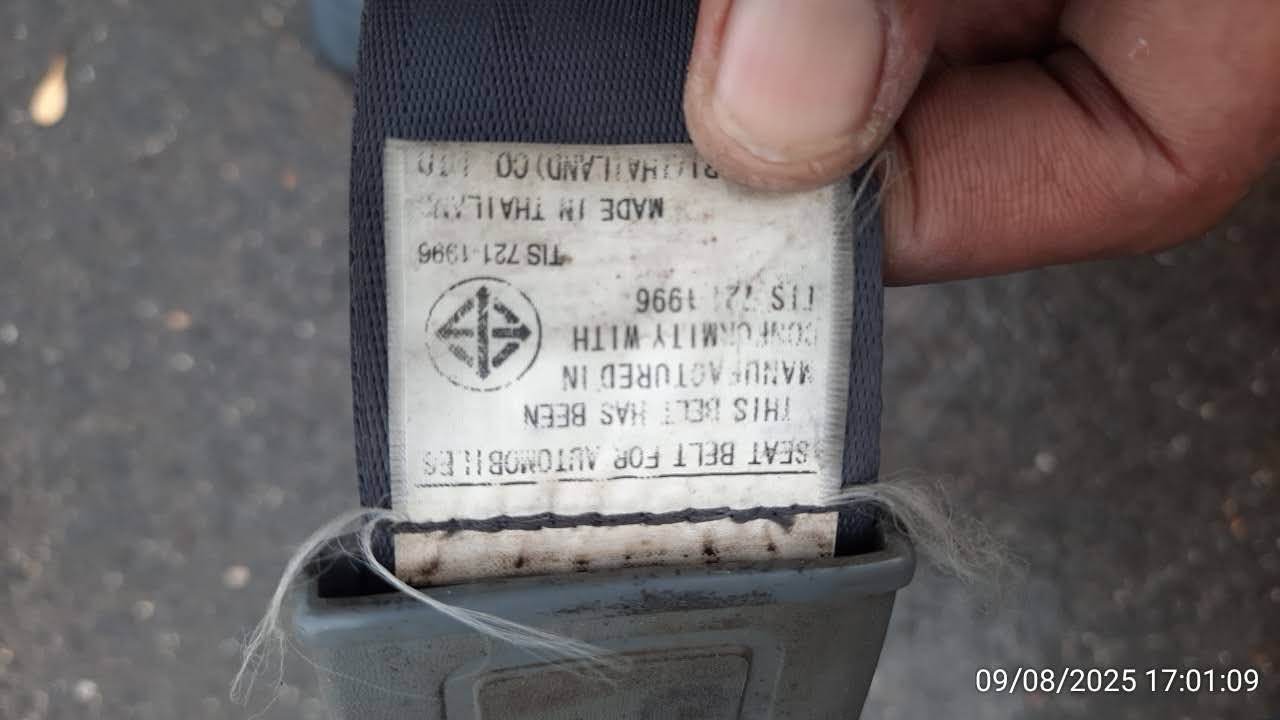 SEAT BELT FOR AUTOMOBILES
THIS BELT HAS BEEN
MANUFACTURED IN
CONFORMITY WITH
TIS 721-1996
TIS 721-1996
MADE IN THAILAND
(THAILAND) CO LTD
09/08/2025 17:01:09